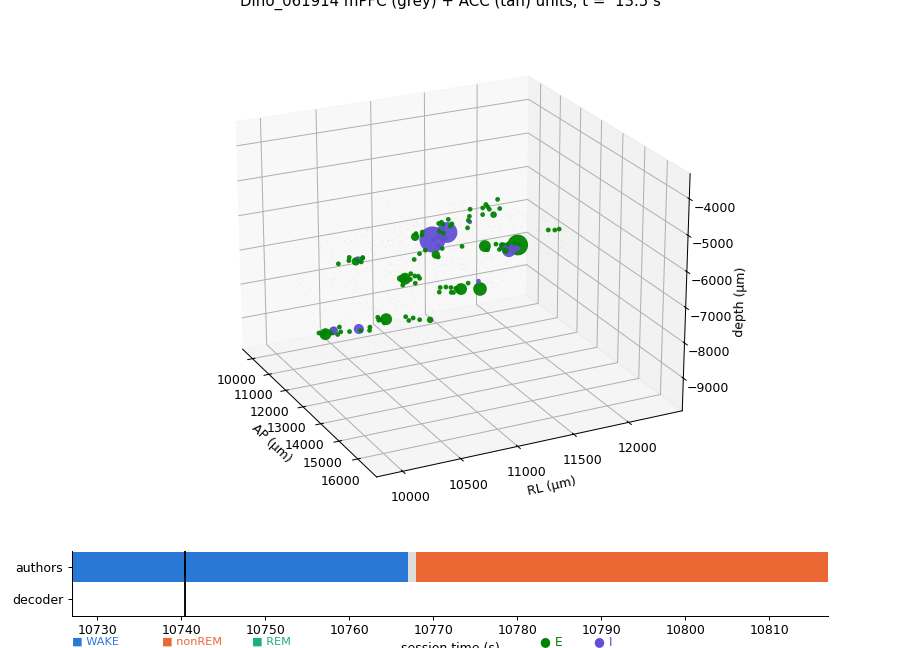 Dino_061914 mPFC (grey) + ACC (tan) units, t = 13.5 s
−4000
−5000
−6000
−7000
−8000
−9000
depth (μm)
10000
11000
12000
13000
14000
15000
16000
AP (μm)
10000
10500
11000
11500
12000
RL (μm)
authors
decoder
10730 10740 10750 10760 10770 10780 10790 10800 10810
session time (s)
WAKE nonREM REM E I